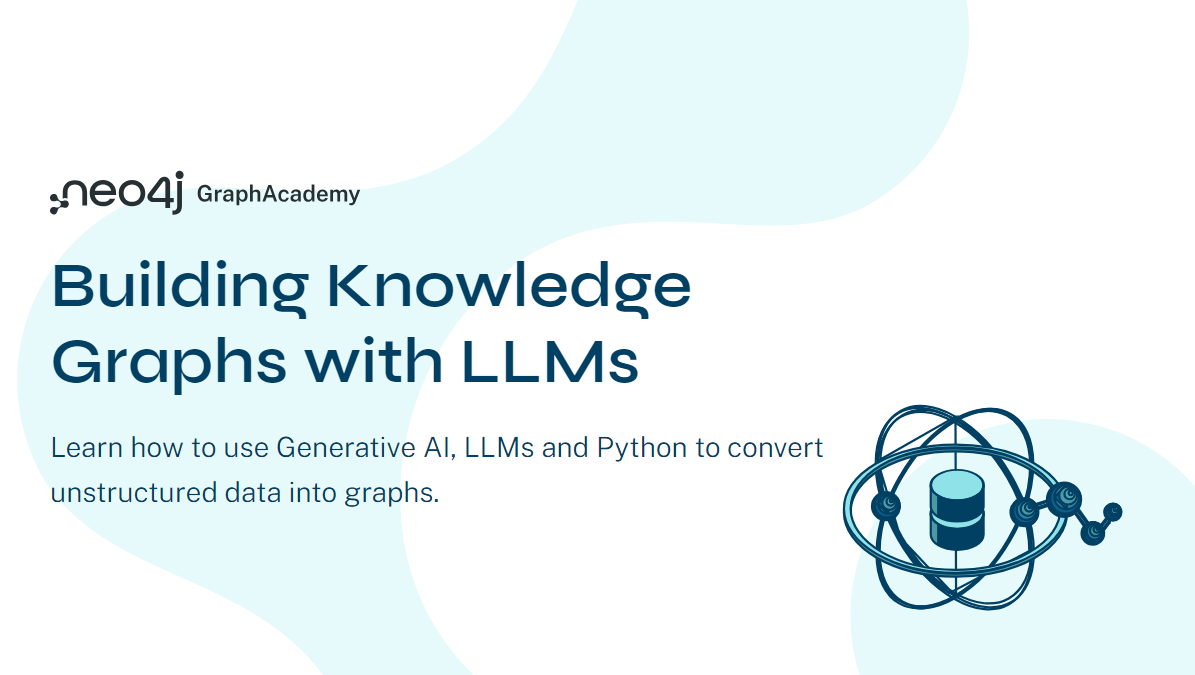 neo4j GraphAcademy
Building Knowledge
Graphs with LLMs
Learn how to use Generative AI, LLMs and Python to convert
unstructured data into graphs.